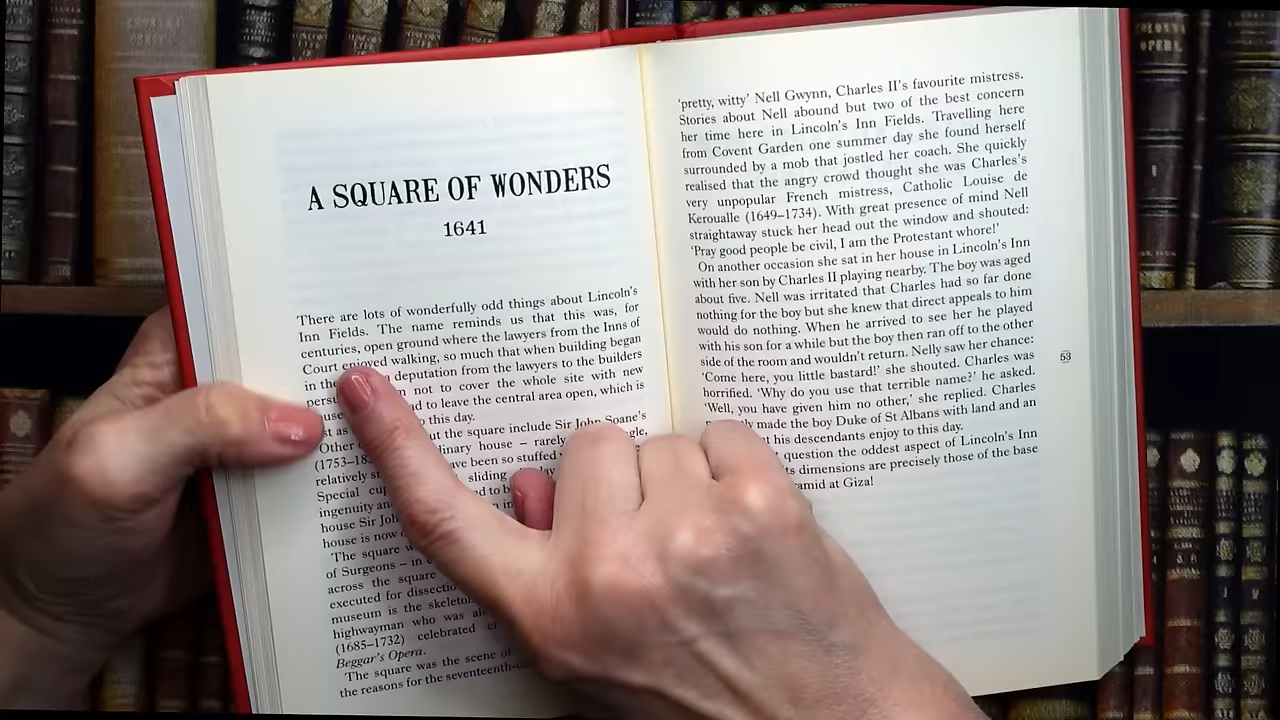 A SQUARE OF WONDERS
1641
There are lots of wonderfully odd things about Lincoln's
Inn Fields. The name reminds us that this was, for
centuries, open ground where the lawyers from the Inns of
Court enjoyed walking, so much that when building began
in the deputation from the lawyers to the builders
not to cover the whole site with new
to leave the central area open, which is
this day.
Other the square include Sir John Soane's
(1753–18 house – rarely
relatively have been so stuffed
Special sliding
ingenuity
house Sir John
house is now
The square
of Surgeons – in
across the square
executed for dissection
museum is the skeleton
highwayman who was
(1685–1732) celebrated
Beggar's Opera.
The square was the scene of
the reasons for the seventeenth-
'pretty, witty' Nell Gwynn, Charles II's favourite mistress.
Stories about Nell abound but two of the best concern
her time here in Lincoln's Inn Fields. Travelling here
from Covent Garden one summer day she found herself
surrounded by a mob that jostled her coach. She quickly
realised that the angry crowd thought she was Charles's
very unpopular French mistress, Catholic Louise de
Keroualle (1649–1734). With great presence of mind Nell
straightaway stuck her head out the window and shouted:
'Pray good people be civil, I am the Protestant whore!'
On another occasion she sat in her house in Lincoln's Inn
with her son by Charles II playing nearby. The boy was aged
about five. Nell was irritated that Charles had so far done
nothing for the boy but she knew that direct appeals to him
would do nothing. When he arrived to see her he played
with his son for a while but the boy then ran off to the other
side of the room and wouldn't return. Nelly saw her chance:
'Come here, you little bastard!' she shouted. Charles was
horrified. 'Why do you use that terrible name?' he asked.
'Well, you have given him no other,' she replied. Charles
made the boy Duke of St Albans with land and an
his descendants enjoy to this day.
question the oddest aspect of Lincoln's Inn
dimensions are precisely those of the base
at Giza!
53